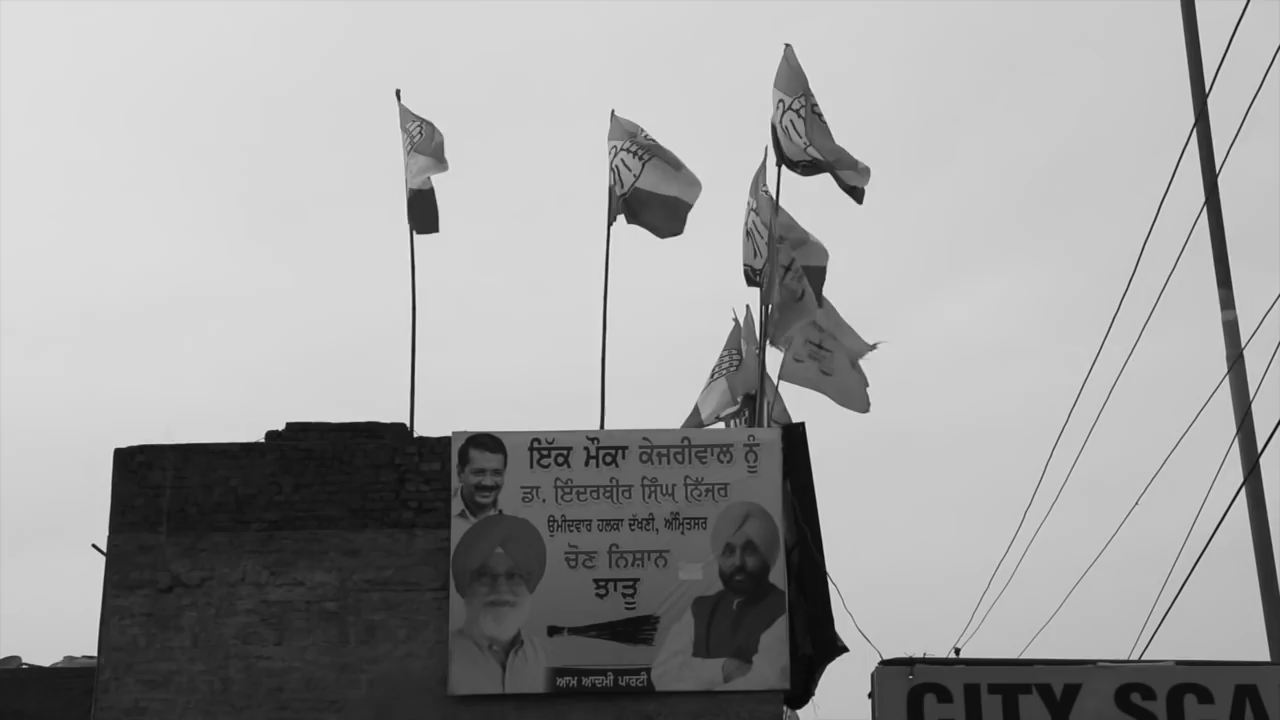 ਇੱਕ ਮੌਕਾ ਕੇਜਰੀਵਾਲ ਨੂੰ
ਡਾ. ਇੰਦਰਬੀਰ ਸਿੰਘ ਨਿੱਜਰ
ਉਮੀਦਵਾਰ ਹਲਕਾ ਦੱਖਣੀ, ਅੰਮ੍ਰਿਤਸਰ
ਚੋਣ ਨਿਸ਼ਾਨ
ਝਾੜੂ
ਆਮ ਆਦਮੀ ਪਾਰਟੀ
CITY SCA